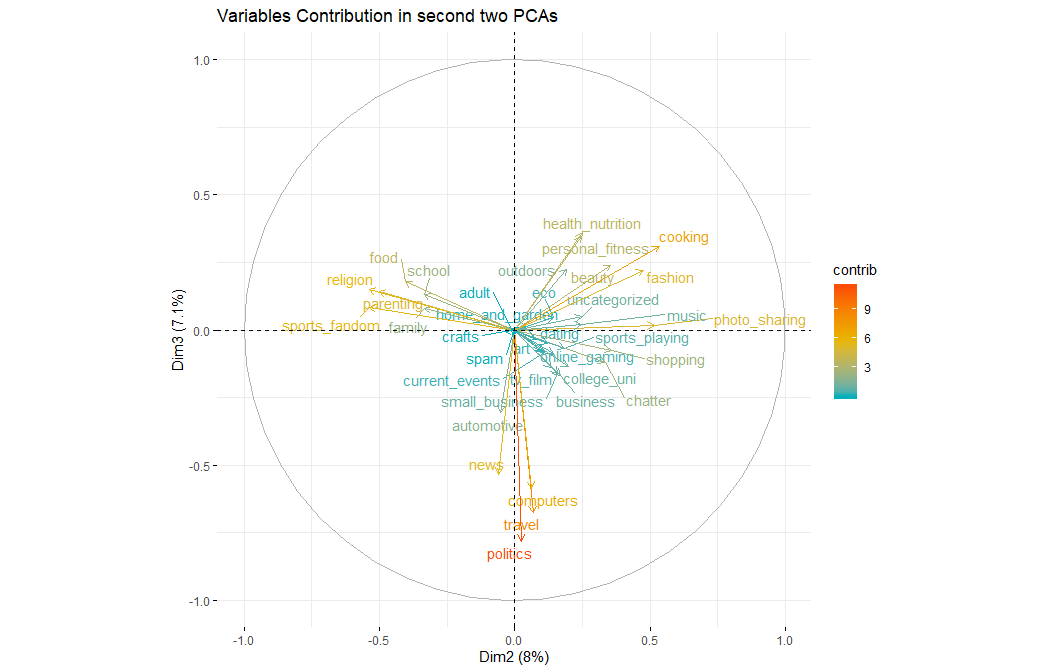 Variables Contribution in second two PCAs
1.0
0.5
0.0
-0.5
-1.0
Dim3 (7.1%)
-1.0
-0.5
0.0
0.5
1.0
Dim2 (8%)
health_nutrition
cooking
personal_fitness
food
school
outdoors
beauty
fashion
religion
adult
eco
uncategorized
parenting
home_and_garden
music
photo_sharing
sports_fandom
family
crafts
dating
sports_playing
art
online_gaming
shopping
spam
current_events
tv_film
college_uni
small_business
business
chatter
automotive
news
computers
travel
politics
contrib
9
6
3